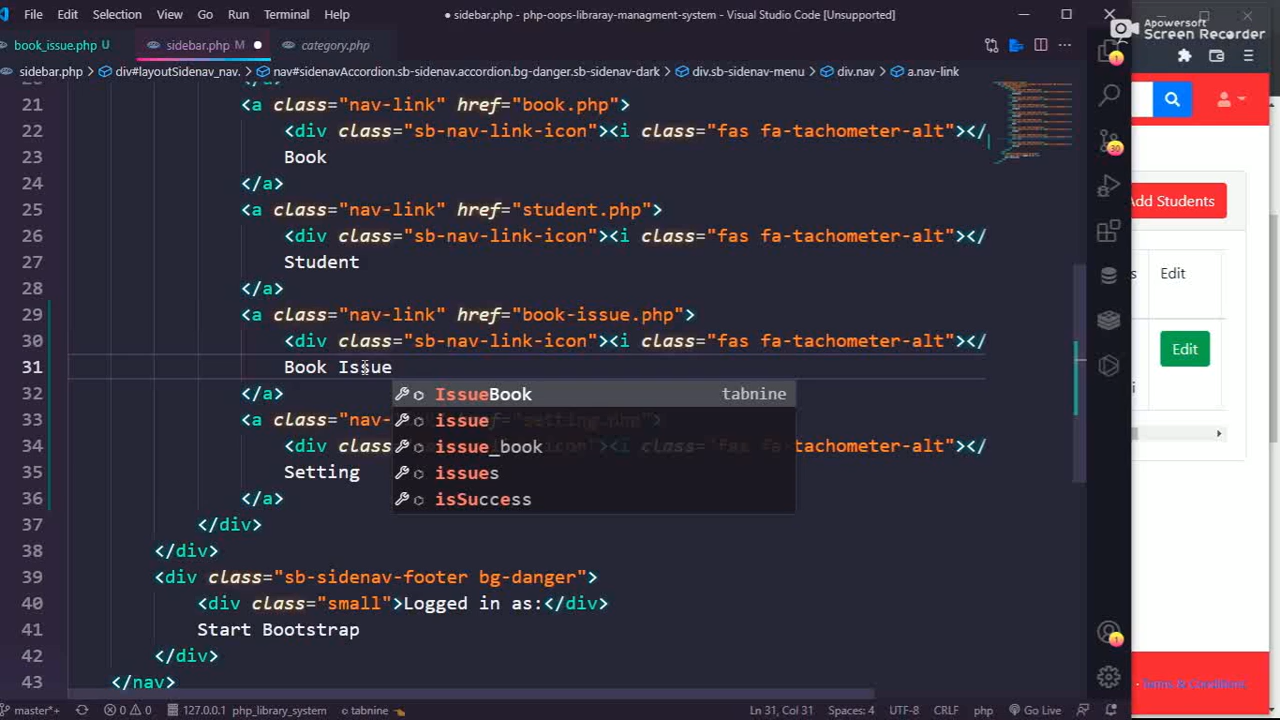 File Edit Selection View Go Run Terminal Help
● sidebar.php - php-oops-libraray-managment-system - Visual Studio Code [Unsupported]
Apowersoft
Screen Recorder
book_issue.php U
sidebar.php M ●
category.php
sidebar.php > div#layoutSidenav_nav. > nav#sidenavAccordion.sb-sidenav.accordion.bg-danger.sb-sidenav-dark > div.sb-sidenav-menu > div.nav > a.nav-link
21 <a class="nav-link" href="book.php">
22 <div class="sb-nav-link-icon"><i class="fas fa-tachometer-alt"></
23 Book
24 </a>
25 <a class="nav-link" href="student.php">
26 <div class="sb-nav-link-icon"><i class="fas fa-tachometer-alt"></
27 Student
28 </a>
29 <a class="nav-link" href="book-issue.php">
30 <div class="sb-nav-link-icon"><i class="fas fa-tachometer-alt"></
31 Book Issue
32 </a>
IssueBook tabnine
33 <a class="nav-
issue
34 <div class
issue_book
fa-tachometer-alt"></
35 Setting
issues
36 </a>
isSuccess
37 </div>
38 </div>
39 <div class="sb-sidenav-footer bg-danger">
40 <div class="small">Logged in as:</div>
41 Start Bootstrap
42 </div>
43 </nav>
1
30
1
Add Students
Edit
Edit
Terms & Conditions
master*+ 0 0 127.0.0.1 php_library_system tabnine Ln 31, Col 31 Spaces: 4 UTF-8 CRLF php Go Live